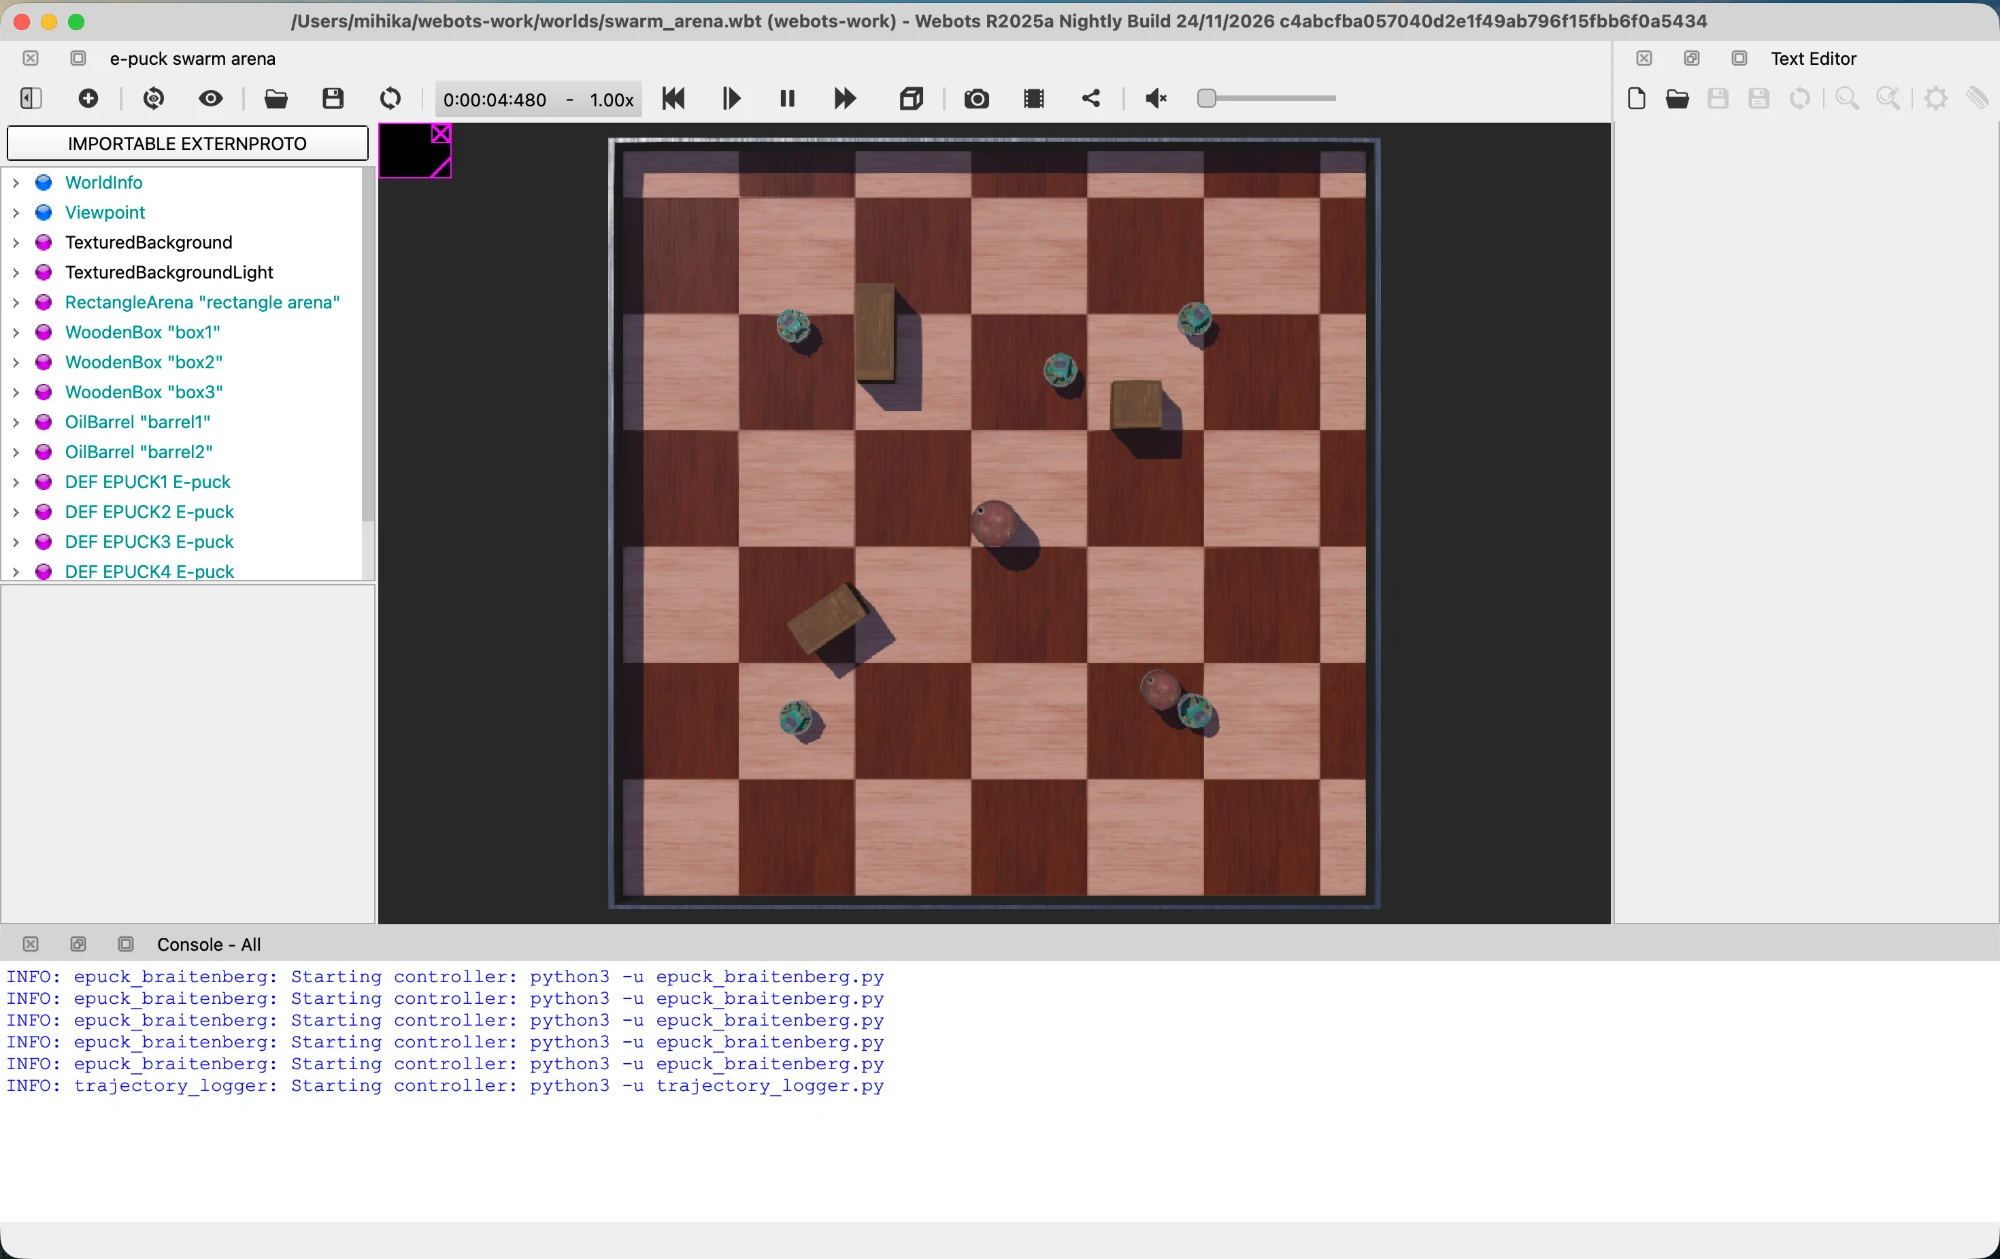 /Users/mihika/webots-work/worlds/swarm_arena.wbt (webots-work) - Webots R2025a Nightly Build 24/11/2026 c4abcfba057040d2e1f49ab796f15fbb6f0a5434
e-puck swarm arena
Text Editor
0:00:04:480 - 1.00x
IMPORTABLE EXTERNPROTO
WorldInfo
Viewpoint
TexturedBackground
TexturedBackgroundLight
RectangleArena "rectangle arena"
WoodenBox "box1"
WoodenBox "box2"
WoodenBox "box3"
OilBarrel "barrel1"
OilBarrel "barrel2"
DEF EPUCK1 E-puck
DEF EPUCK2 E-puck
DEF EPUCK3 E-puck
DEF EPUCK4 E-puck
Console - All
INFO: epuck_braitenberg: Starting controller: python3 -u epuck_braitenberg.py
INFO: epuck_braitenberg: Starting controller: python3 -u epuck_braitenberg.py
INFO: epuck_braitenberg: Starting controller: python3 -u epuck_braitenberg.py
INFO: epuck_braitenberg: Starting controller: python3 -u epuck_braitenberg.py
INFO: epuck_braitenberg: Starting controller: python3 -u epuck_braitenberg.py
INFO: trajectory_logger: Starting controller: python3 -u trajectory_logger.py